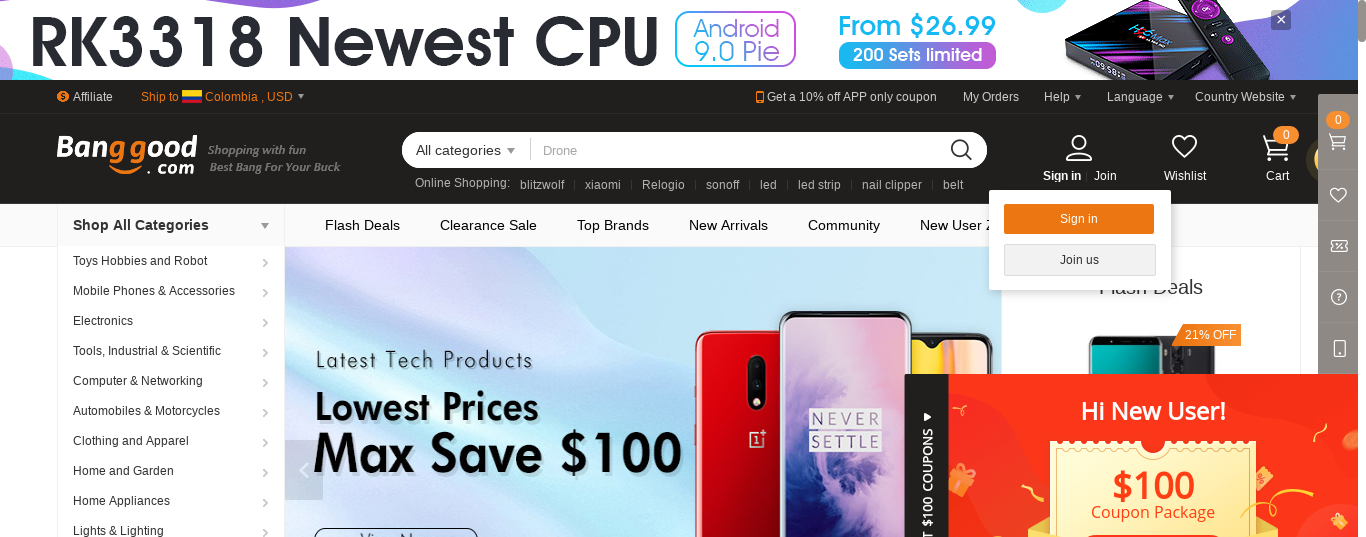 RK3318 Newest CPU
Android
9.0 Pie
From $26.99
200 Sets limited
Affiliate
Ship to Colombia , USD
Get a 10% off APP only coupon
My Orders
Help
Language
Country Website
Banggood
.com
Shopping with fun
Best Bang For Your Buck
All categories
Drone
Online Shopping: blitzwolf xiaomi Relogio sonoff led led strip nail clipper belt
Sign in Join
Wishlist
0
Cart
0
Sign in
Join us
Shop All Categories
Flash Deals
Clearance Sale
Top Brands
New Arrivals
Community
New User
Toys Hobbies and Robot
Mobile Phones & Accessories
Electronics
Tools, Industrial & Scientific
Computer & Networking
Automobiles & Motorcycles
Clothing and Apparel
Home and Garden
Home Appliances
Lights & Lighting
Latest Tech Products
Lowest Prices
Max Save $100
NEVER
SETTLE
Flash Deals
21% OFF
$100 COUPONS
Hi New User!
$100
Coupon Package